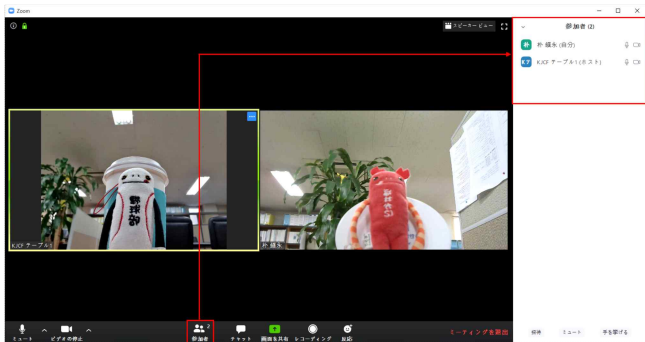 Zoom
スピーカー ビュー
参加者 (2)
朴
朴 鐘永 (自分)
K7
KJCF テーブル1 (ホスト)
KJCF テーブル1
ミュート
ビデオの停止
2
参加者
チャット
画面を共有
レコーディング
反応
ミーティングを退出
招待
ミュート
手を挙げる